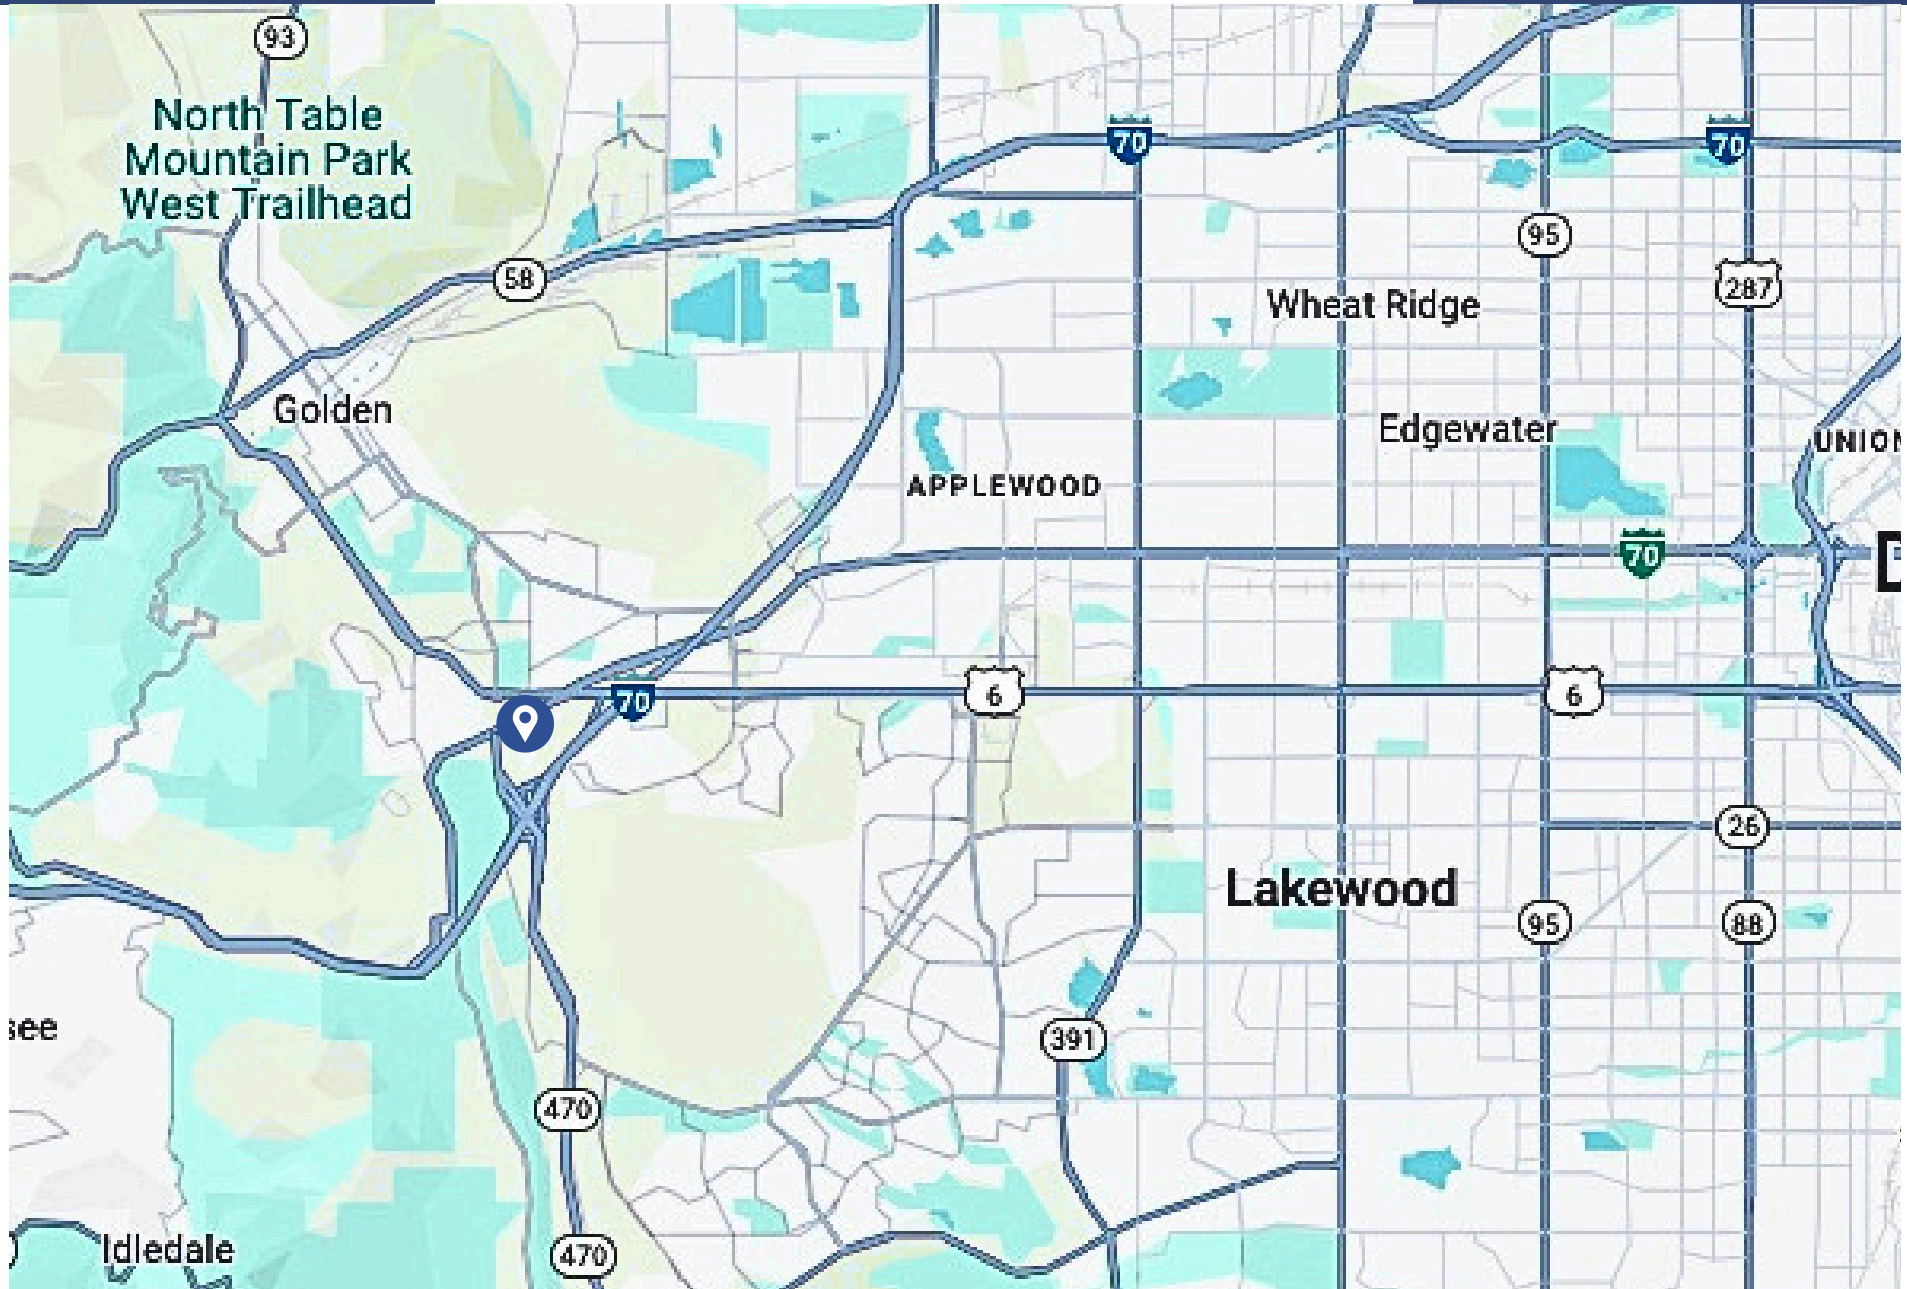 93
North Table
Mountain Park
West Trailhead
70
70
95
58
287
Wheat Ridge
Golden
Edgewater
UNION
APPLEWOOD
70
D
6
70
6
26
Lakewood
95
88
see
391
470
Idledale
470